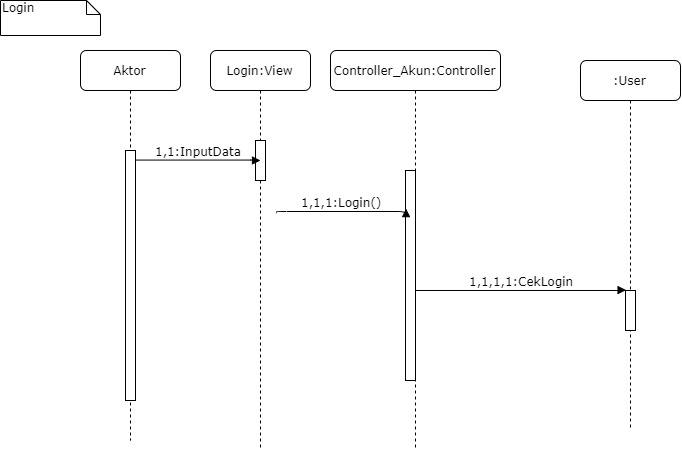 Login
Aktor
Login:View
Controller_Akun:Controller
:User
1,1:InputData
1,1,1:Login()
1,1,1,1:CekLogin